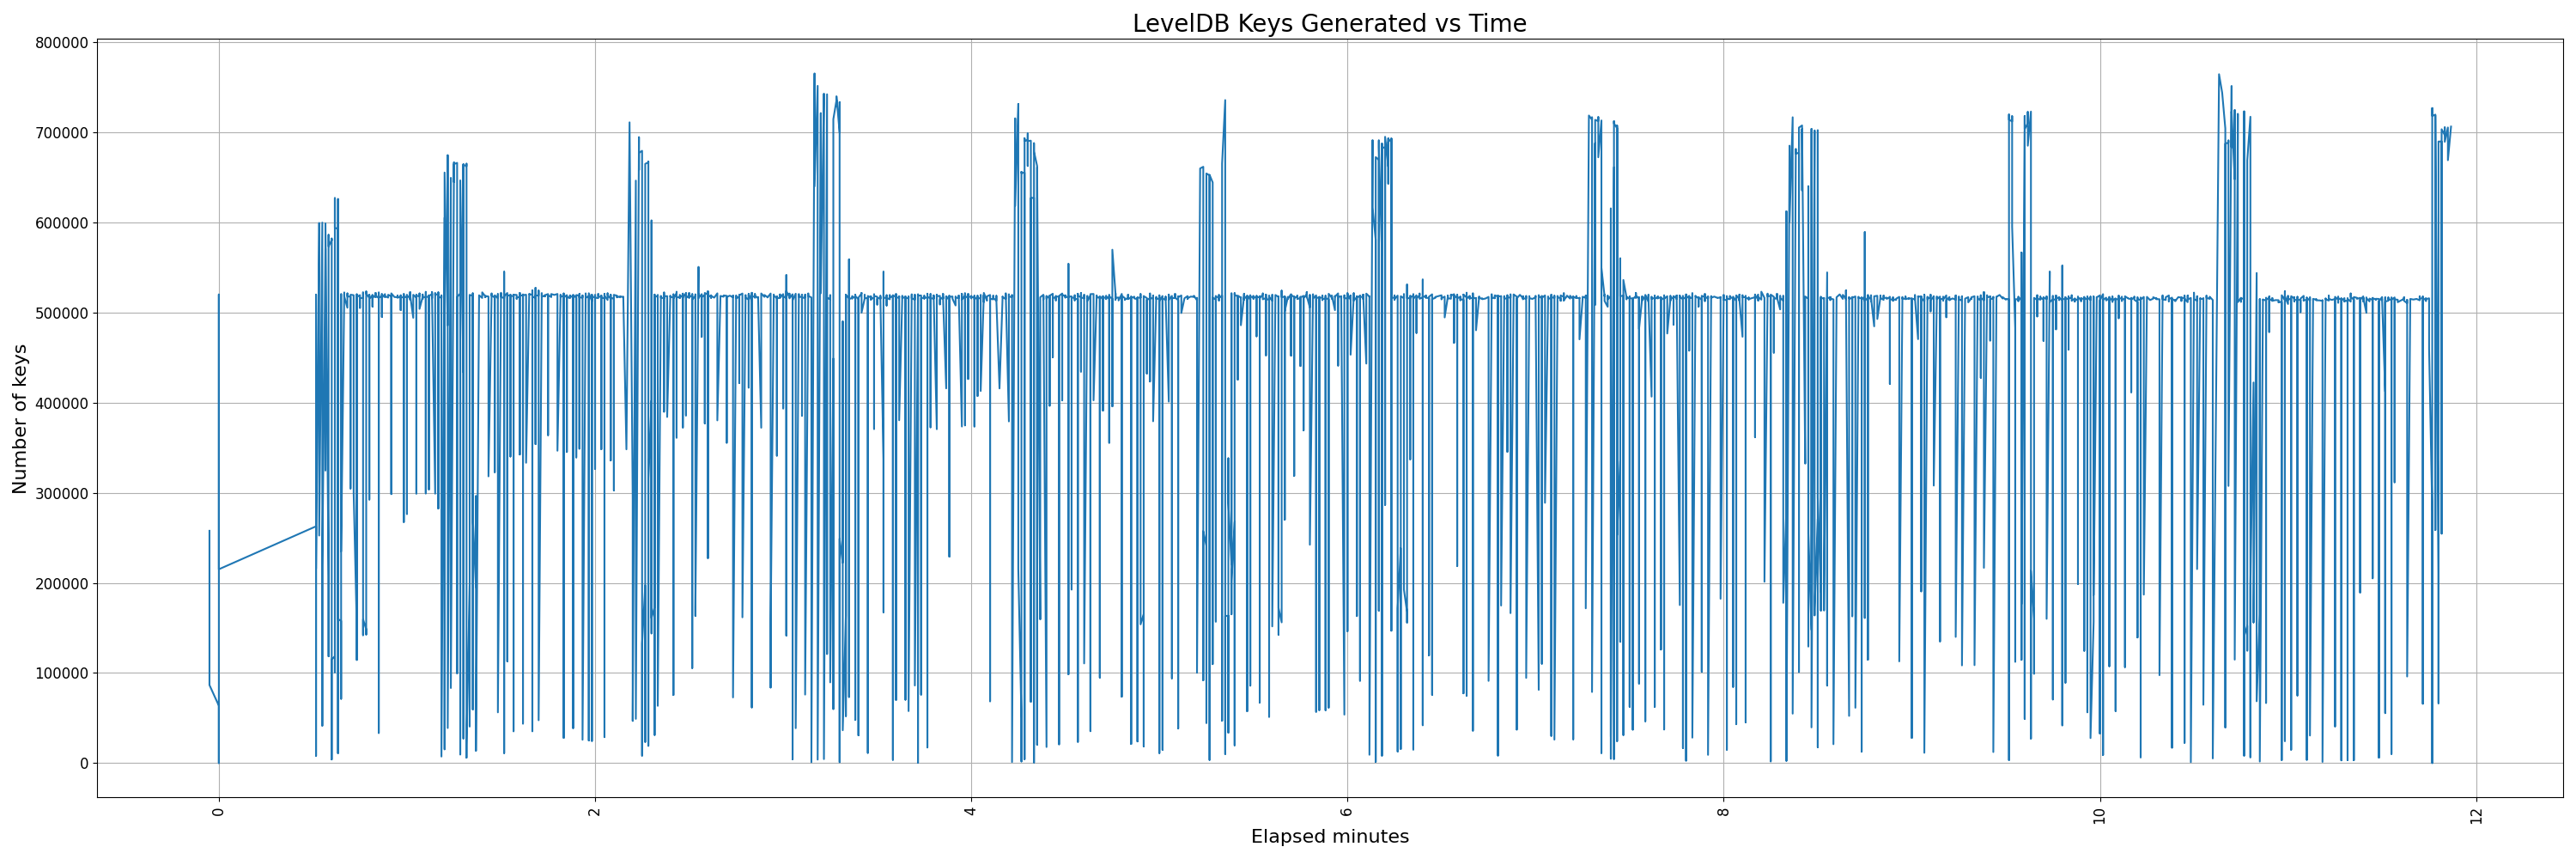 LevelDB Keys Generated vs Time
800000
700000
600000
500000
400000
300000
200000
100000
0
Number of keys
0 2 4 6 8 10 12
Elapsed minutes